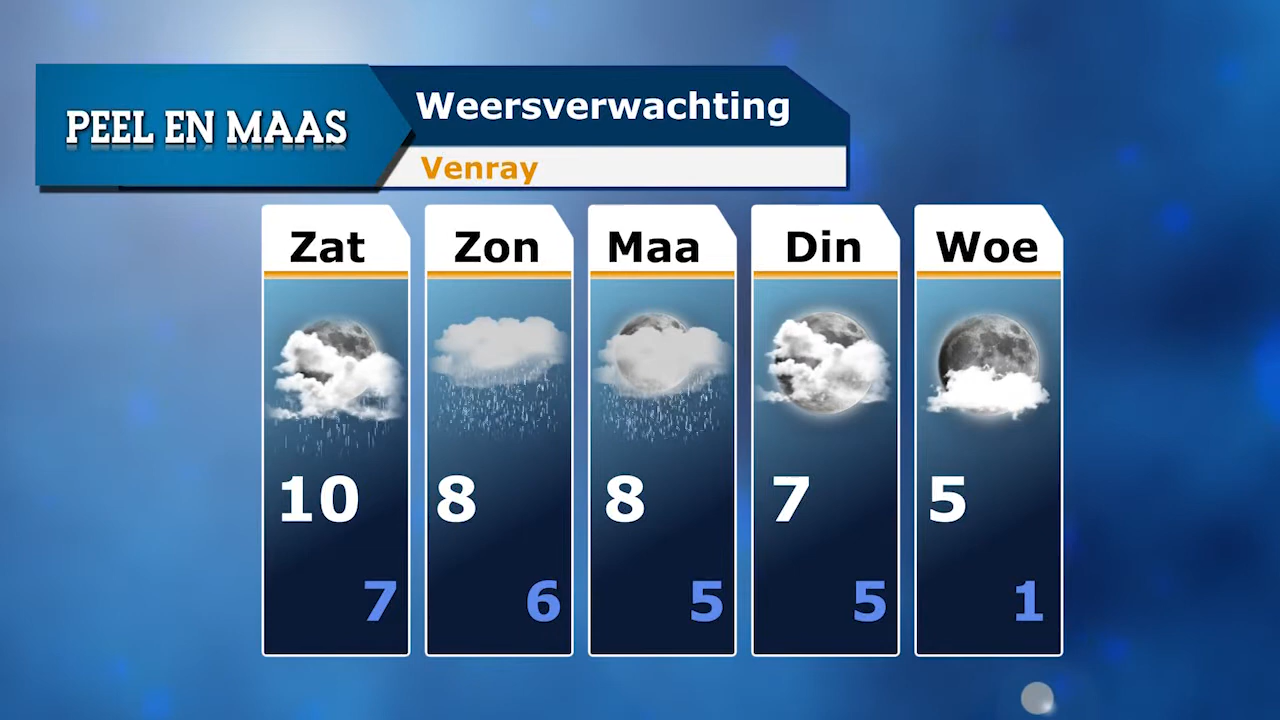 PEEL EN MAAS
Weersverwachting
Venray
Zat Zon Maa Din Woe
10 8 8 7 5
7 6 5 5 1